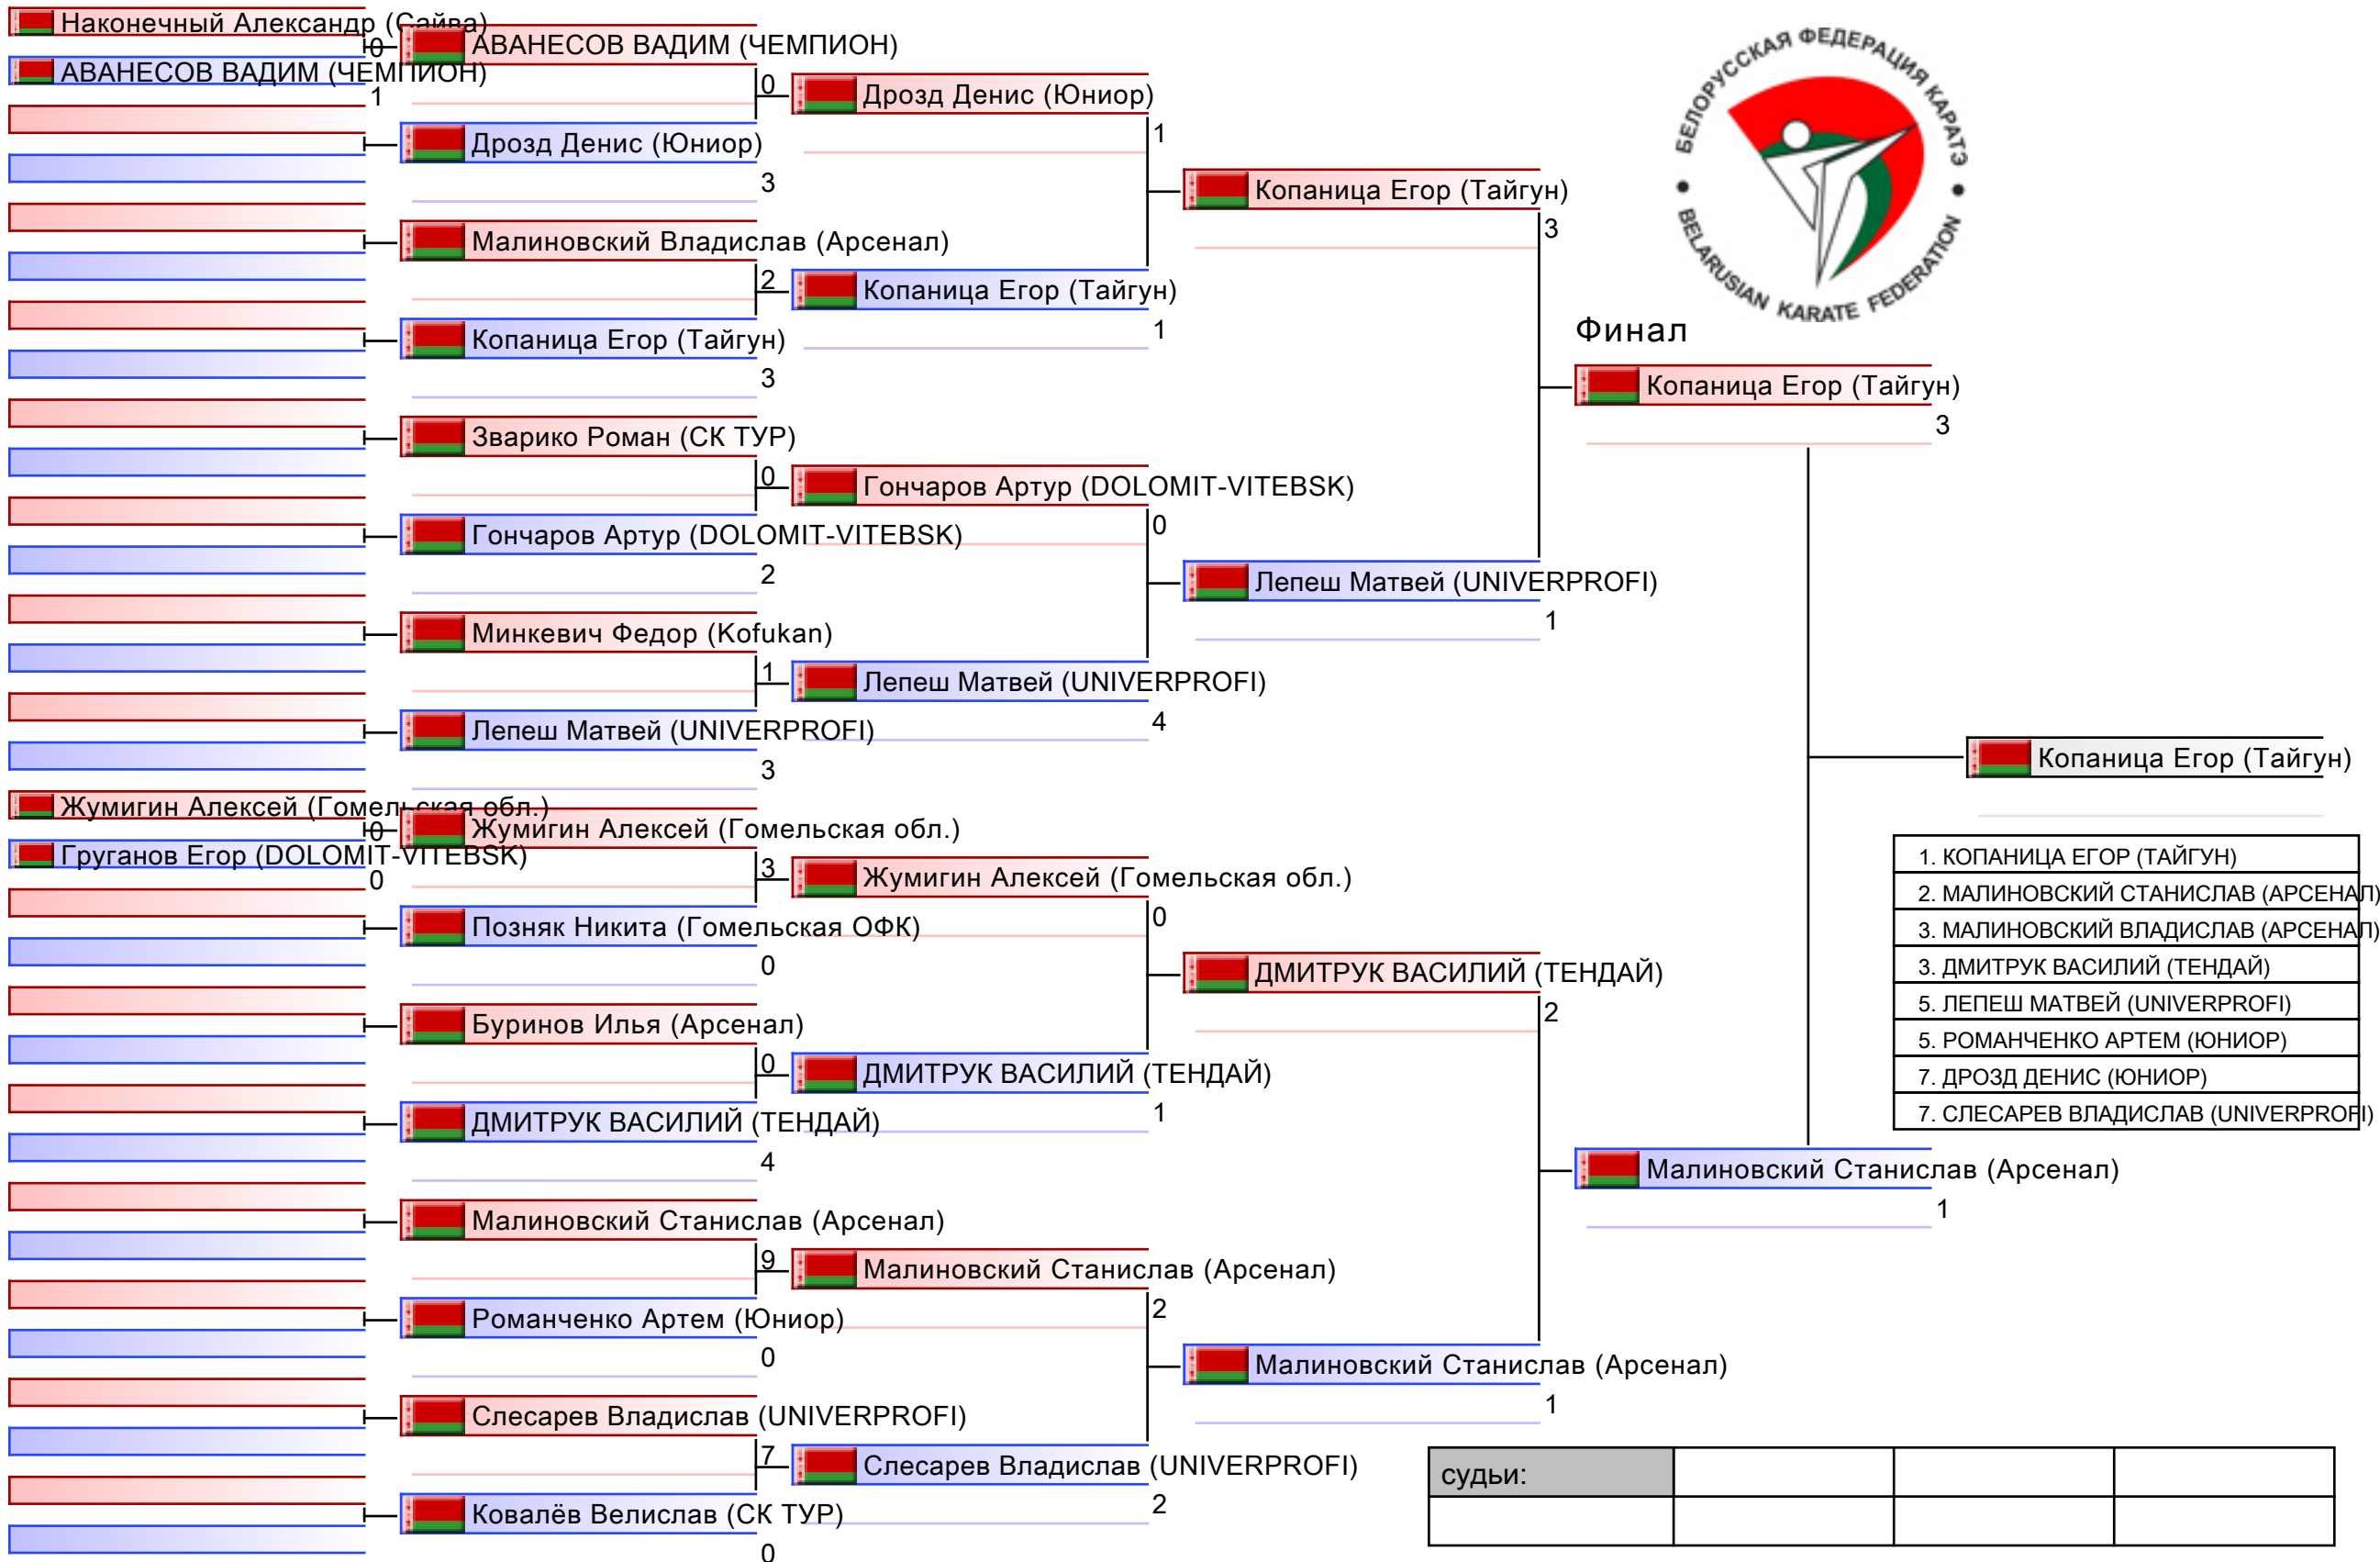 Наконечный Александр (Сайва)
0
АВАНЕСОВ ВАДИМ (ЧЕМПИОН)
1
Жумигин Алексей (Гомельская обл.)
0
Груганов Егор (DOLOMIT-VITEBSK)
0
АВАНЕСОВ ВАДИМ (ЧЕМПИОН)
0
Дрозд Денис (Юниор)
3
Малиновский Владислав (Арсенал)
2
Копаница Егор (Тайгун)
3
Зварико Роман (СК ТУР)
0
Гончаров Артур (DOLOMIT-VITEBSK)
2
Минкевич Федор (Kofukan)
1
Лепеш Матвей (UNIVERPROFI)
3
Жумигин Алексей (Гомельская обл.)
3
Позняк Никита (Гомельская ОФК)
0
Буринов Илья (Арсенал)
0
ДМИТРУК ВАСИЛИЙ (ТЕНДАЙ)
4
Малиновский Станислав (Арсенал)
9
Романченко Артем (Юниор)
0
Слесарев Владислав (UNIVERPROFI)
7
Ковалёв Велислав (СК ТУР)
0
Дрозд Денис (Юниор)
1
Копаница Егор (Тайгун)
1
Гончаров Артур (DOLOMIT-VITEBSK)
0
Лепеш Матвей (UNIVERPROFI)
4
Жумигин Алексей (Гомельская обл.)
0
ДМИТРУК ВАСИЛИЙ (ТЕНДАЙ)
1
Малиновский Станислав (Арсенал)
2
Слесарев Владислав (UNIVERPROFI)
2
Копаница Егор (Тайгун)
3
Лепеш Матвей (UNIVERPROFI)
1
ДМИТРУК ВАСИЛИЙ (ТЕНДАЙ)
2
Малиновский Станислав (Арсенал)
1
БЕЛОРУССКАЯ ФЕДЕРАЦИЯ КАРАТЭ
BELARUSIAN KARATE FEDERATION
Финал
Копаница Егор (Тайгун)
3
Малиновский Станислав (Арсенал)
1
Копаница Егор (Тайгун)
1. КОПАНИЦА ЕГОР (ТАЙГУН)
2. МАЛИНОВСКИЙ СТАНИСЛАВ (АРСЕНАЛ)
3. МАЛИНОВСКИЙ ВЛАДИСЛАВ (АРСЕНАЛ)
3. ДМИТРУК ВАСИЛИЙ (ТЕНДАЙ)
5. ЛЕПЕШ МАТВЕЙ (UNIVERPROFI)
5. РОМАНЧЕНКО АРТЕМ (ЮНИОР)
7. ДРОЗД ДЕНИС (ЮНИОР)
7. СЛЕСАРЕВ ВЛАДИСЛАВ (UNIVERPROFI)
судьи: